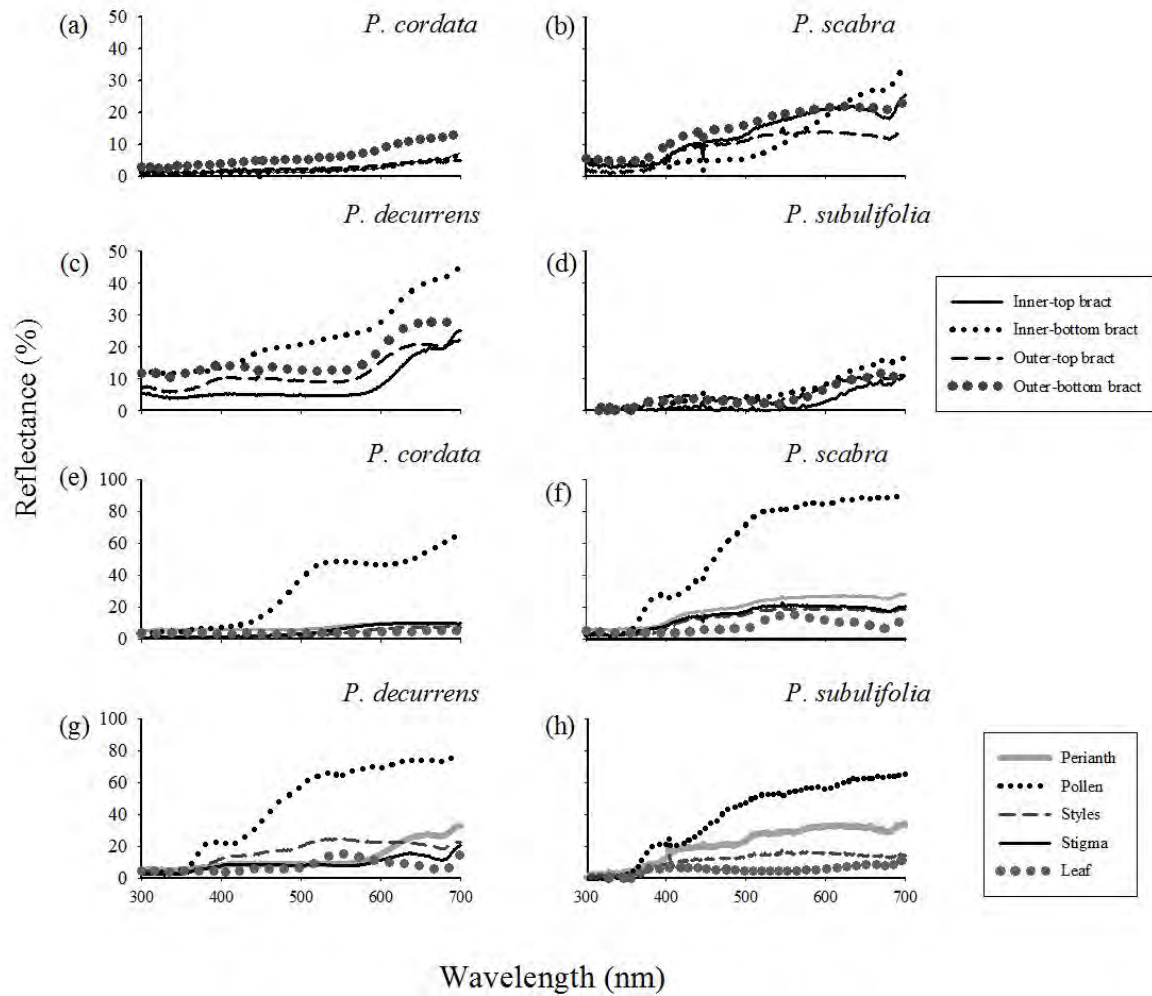 (a)
P. cordata
50
40
30
20
10
0
(b)
P. scabra
(c)
P. decurrens
50
40
30
20
10
0
(d)
P. subulifolia
Inner-top bract
Inner-bottom bract
Outer-top bract
Outer-bottom bract
Reflectance (%)
(e)
P. cordata
100
80
60
40
20
0
(f)
P. scabra
(g)
P. decurrens
100
80
60
40
20
0
300
400
500
600
700
(h)
P. subulifolia
300
400
500
600
700
Perianth
Pollen
Styles
Stigma
Leaf
Wavelength (nm)